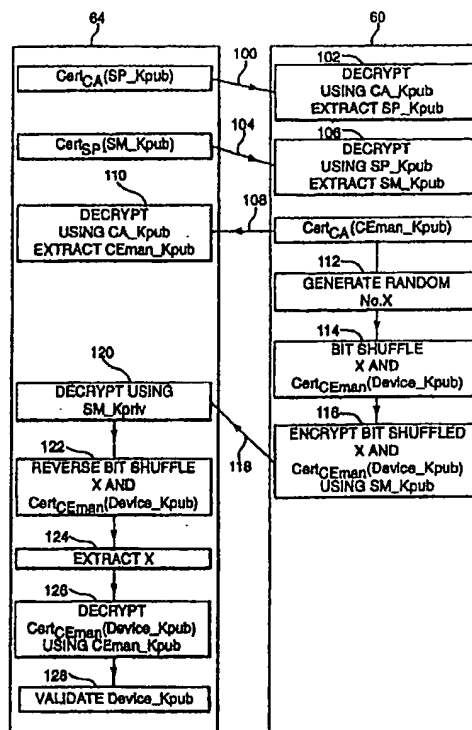 64
60
100
Cert_CA(SP_Kpub)
102
DECRYPT
USING CA_Kpub
EXTRACT SP_Kpub
104
Cert_SP(SM_Kpub)
106
DECRYPT
USING SP_Kpub
EXTRACT SM_Kpub
110
DECRYPT
USING CA_Kpub
EXTRACT CEman_Kpub
108
Cert_CA(CEman_Kpub)
112
GENERATE RANDOM
No.X
114
BIT SHUFFLE
X AND
Cert_CEman(Device_Kpub)
116
ENCRYPT BIT SHUFFLED
X AND
Cert_CEman(Device_Kpub)
USING SM_Kpub
118
120
DECRYPT USING
SM_Kpriv
122
REVERSE BIT SHUFFLE
X AND
Cert_CEman(Device_Kpub)
124
EXTRACT X
126
DECRYPT
Cert_CEman(Device_Kpub)
USING CEman_Kpub
128
VALIDATE Device_Kpub